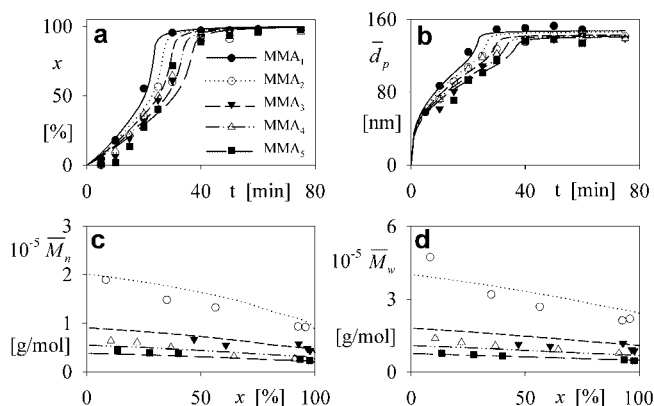 a
100
x
50
[%]
0
0 40 80
t [min]
MMA₁
MMA₂
MMA₃
MMA₄
MMA₅
b
160
d̄p
80
[nm]
0
0 40 80
t [min]
c
3
10⁻⁵ M̄n
2
1
[g/mol]
0
0 50 100
x [%]
d
6
10⁻⁵ M̄w
3
[g/mol]
0
0 50 100
x [%]